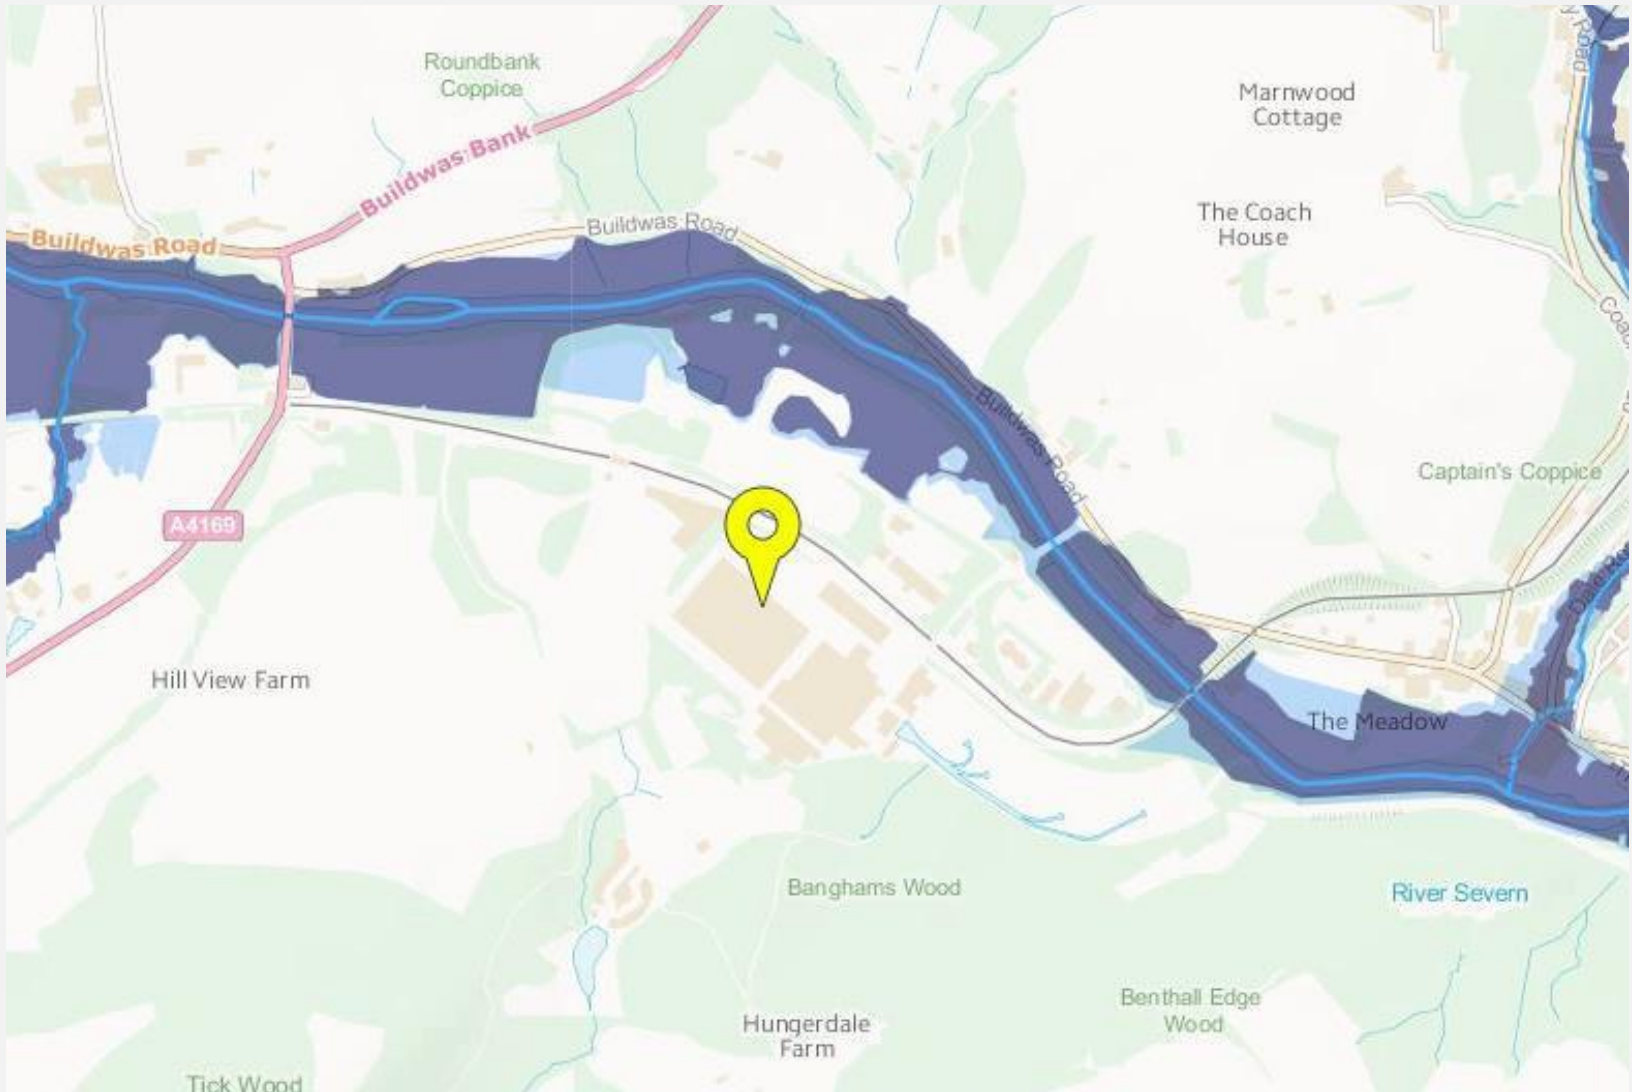 Roundbank
Coppice
Buildwas Bank
Marnwood
Cottage
The Coach
House
Buildwas Road
Buildwas Road
Buildwas Road
Captain's Coppice
A4169
Hill View Farm
The Meadow
Banghams Wood
River Severn
Benthall Edge
Wood
Hungerdale
Farm
Tick Wood